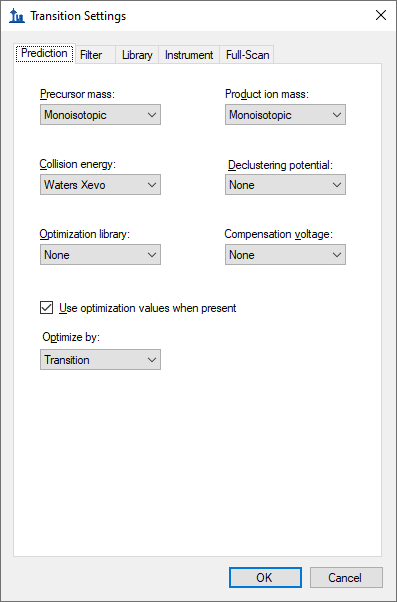 Transition Settings
Prediction Filter Library Instrument Full-Scan
Precursor mass: Product ion mass:
Monoisotopic Monoisotopic
Collision energy: Declustering potential:
Waters Xevo None
Optimization library: Compensation voltage:
None None
Use optimization values when present
Optimize by:
Transition
OK Cancel